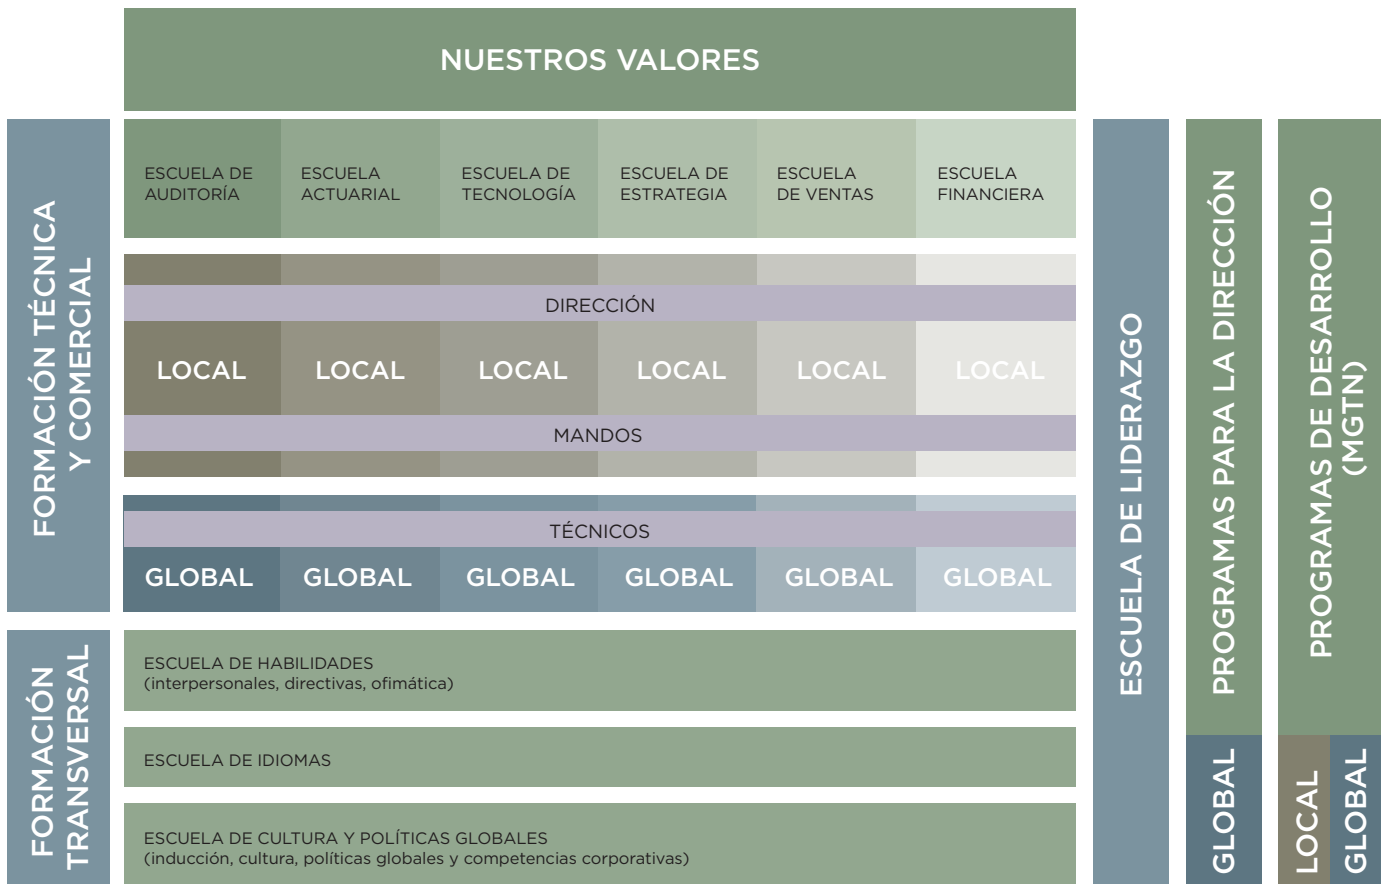 NUESTROS VALORES
FORMACIÓN TÉCNICA
Y COMERCIAL
ESCUELA DE
AUDITORÍA
ESCUELA
ACTUARIAL
ESCUELA DE
TECNOLOGÍA
ESCUELA DE
ESTRATEGIA
ESCUELA
DE VENTAS
ESCUELA
FINANCIERA
DIRECCIÓN
LOCAL
LOCAL
LOCAL
LOCAL
LOCAL
LOCAL
MANDOS
TÉCNICOS
GLOBAL
GLOBAL
GLOBAL
GLOBAL
GLOBAL
GLOBAL
FORMACIÓN
TRANSVERSAL
ESCUELA DE HABILIDADES
(interpersonales, directivas, ofimática)
ESCUELA DE IDIOMAS
ESCUELA DE CULTURA Y POLÍTICAS GLOBALES
(inducción, cultura, políticas globales y competencias corporativas)
ESCUELA DE LIDERAZGO
PROGRAMAS PARA LA DIRECCIÓN
GLOBAL
PROGRAMAS DE DESARROLLO
(MGTN)
LOCAL
GLOBAL